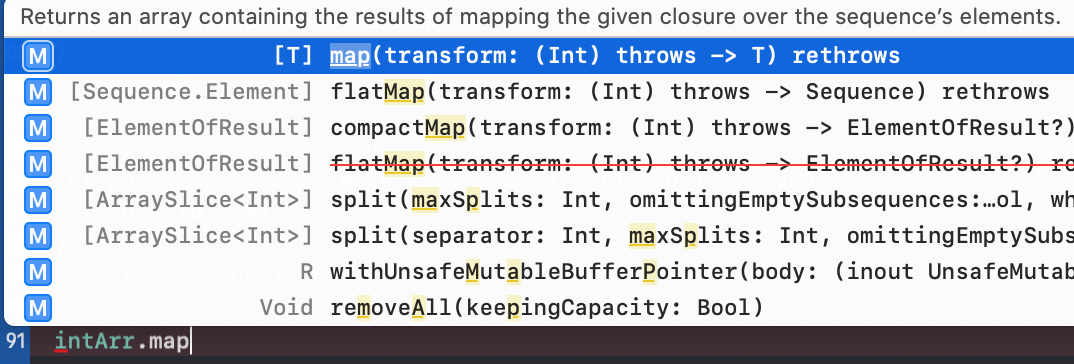 Returns an array containing the results of mapping the given closure over the sequence’s elements.
M [T] map(transform: (Int) throws -> T) rethrows
M [Sequence.Element] flatMap(transform: (Int) throws -> Sequence) rethrows
M [ElementOfResult] compactMap(transform: (Int) throws -> ElementOfResult?)
M [ElementOfResult] flatMap(transform: (Int) throws -> ElementOfResult?) re
M [ArraySlice<Int>] split(maxSplits: Int, omittingEmptySubsequences:…ol, wh
M [ArraySlice<Int>] split(separator: Int, maxSplits: Int, omittingEmptySubs
M R withUnsafeMutableBufferPointer(body: (inout UnsafeMutab
M Void removeAll(keepingCapacity: Bool)
91 intArr.map